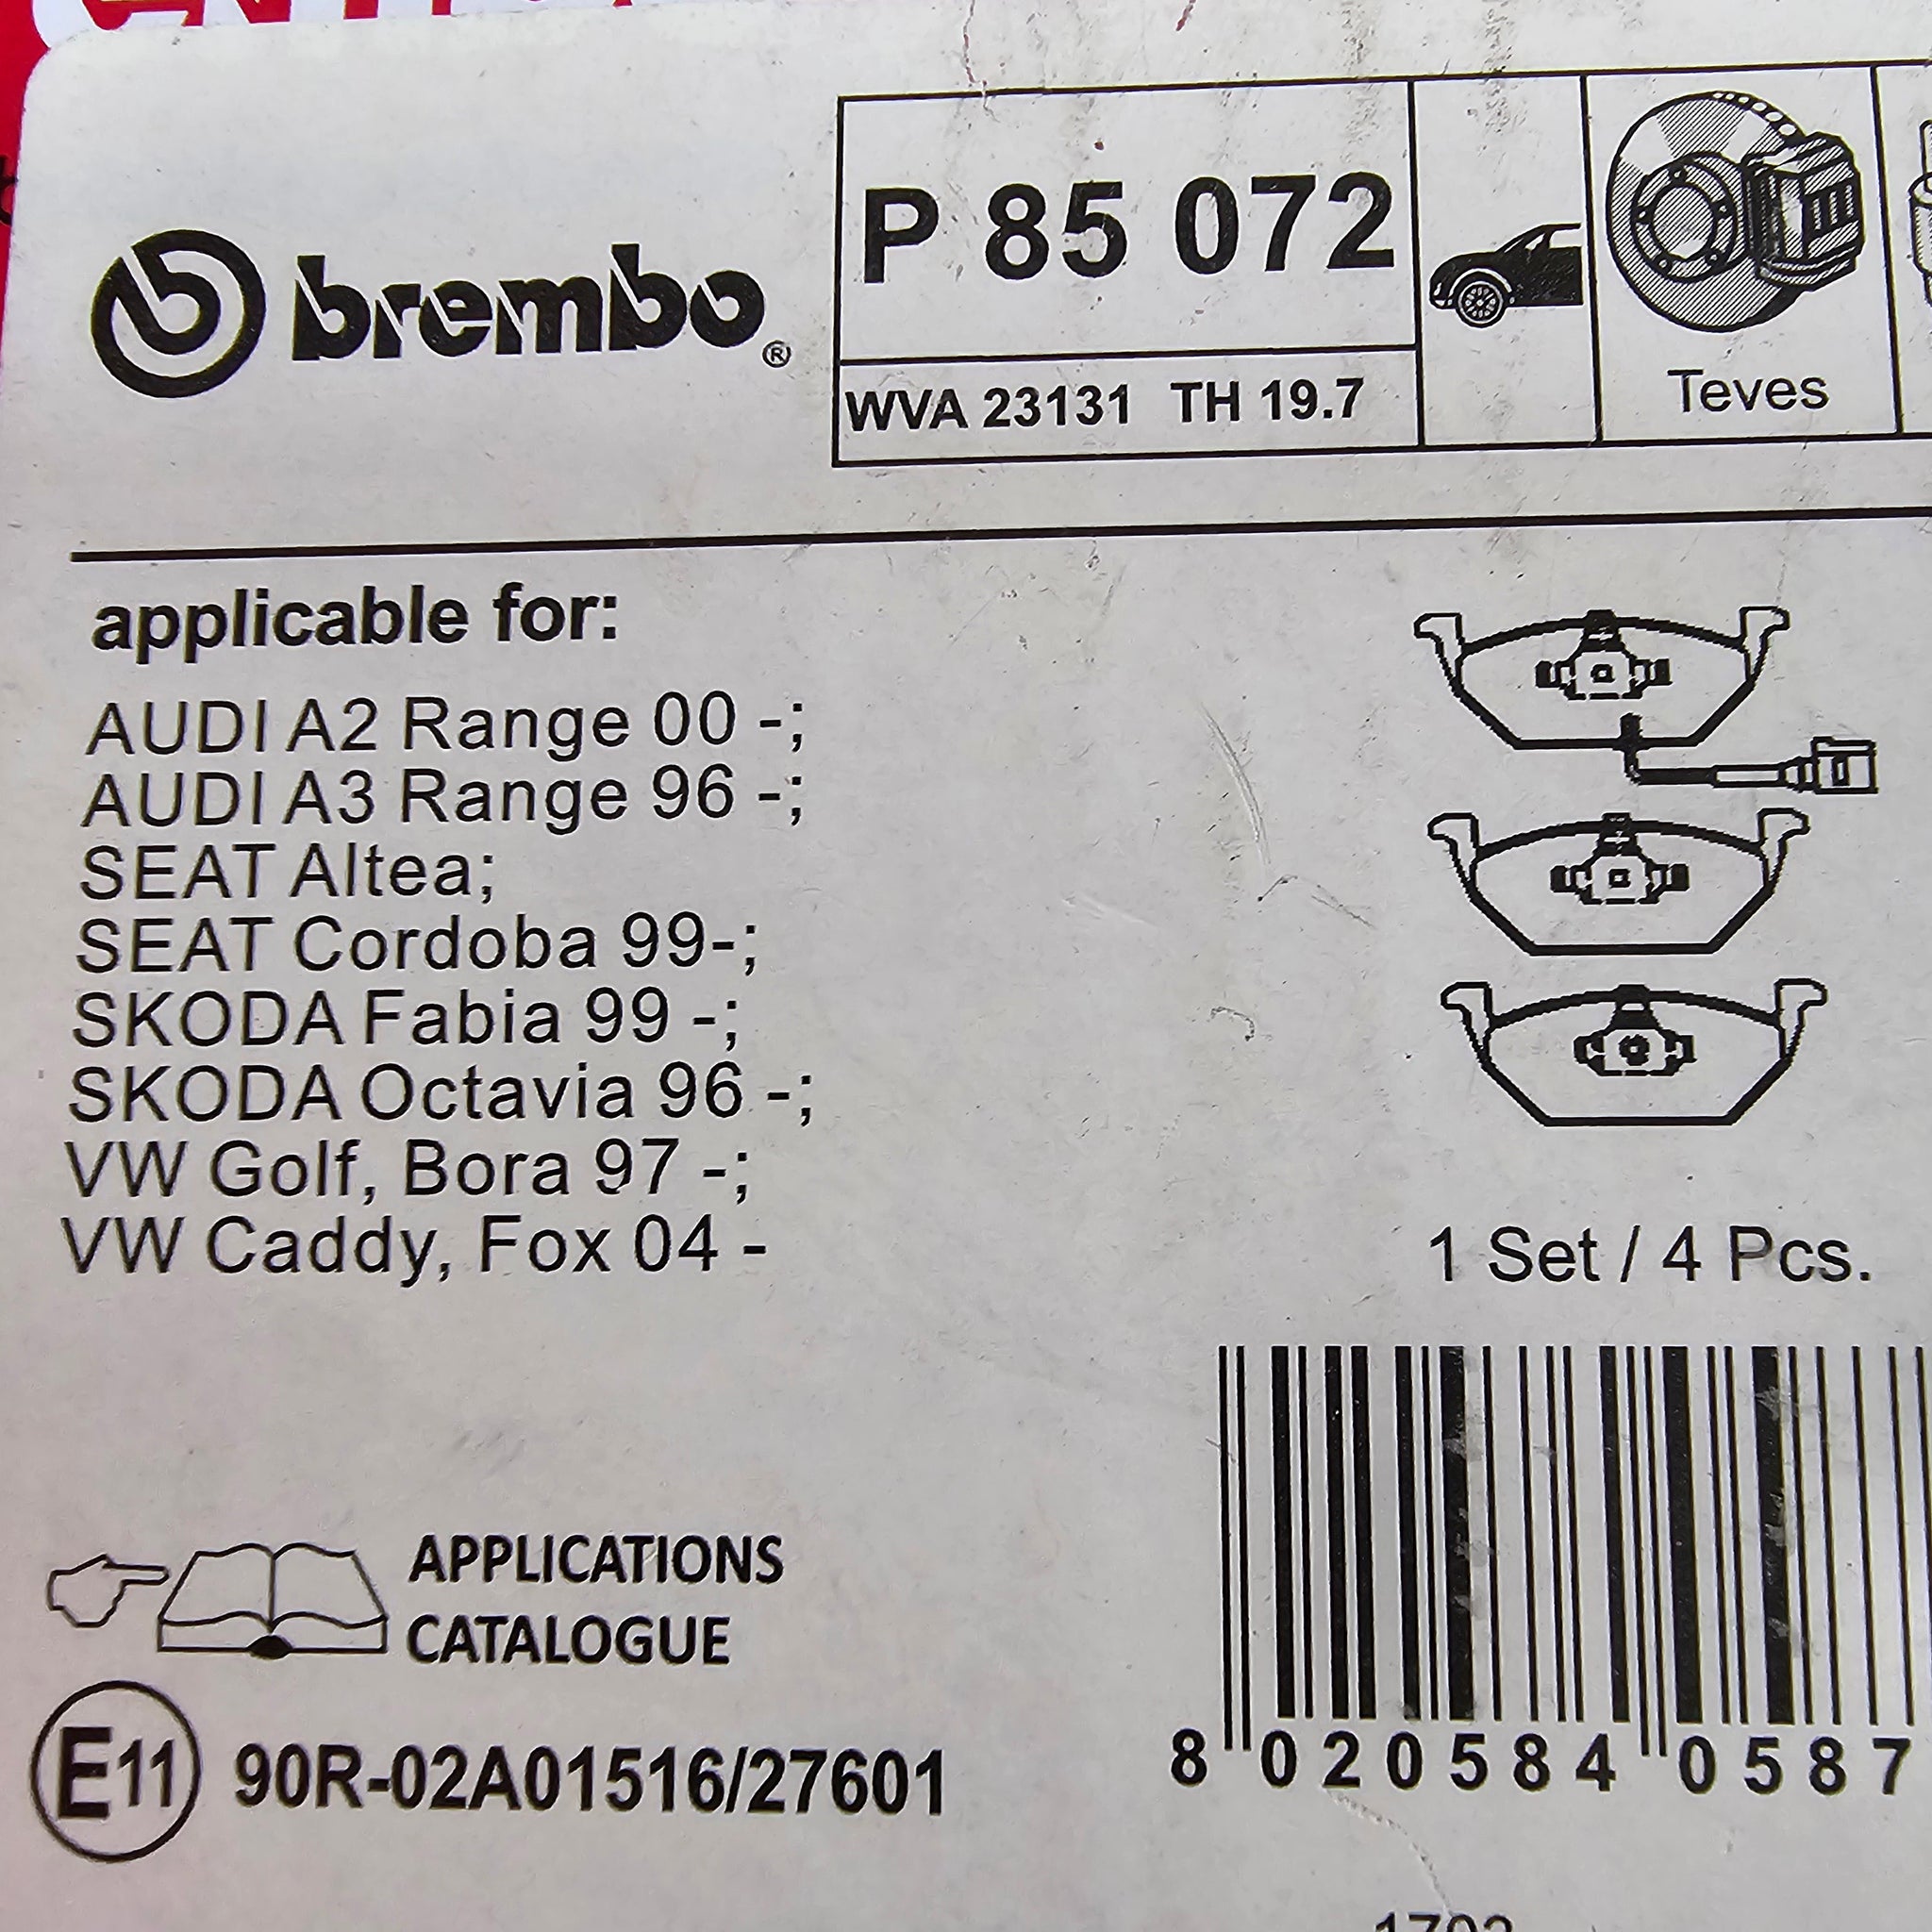 brembo®
P 85 072
WVA 23131 TH 19.7
Teves
applicable for:
AUDI A2 Range 00 -;
AUDI A3 Range 96 -;
SEAT Altea;
SEAT Cordoba 99-;
SKODA Fabia 99 -;
SKODA Octavia 96 -;
VW Golf, Bora 97 -;
VW Caddy, Fox 04 -
1 Set / 4 Pcs.
APPLICATIONS
CATALOGUE
E11 90R-02A01516/27601
8 020584 0587